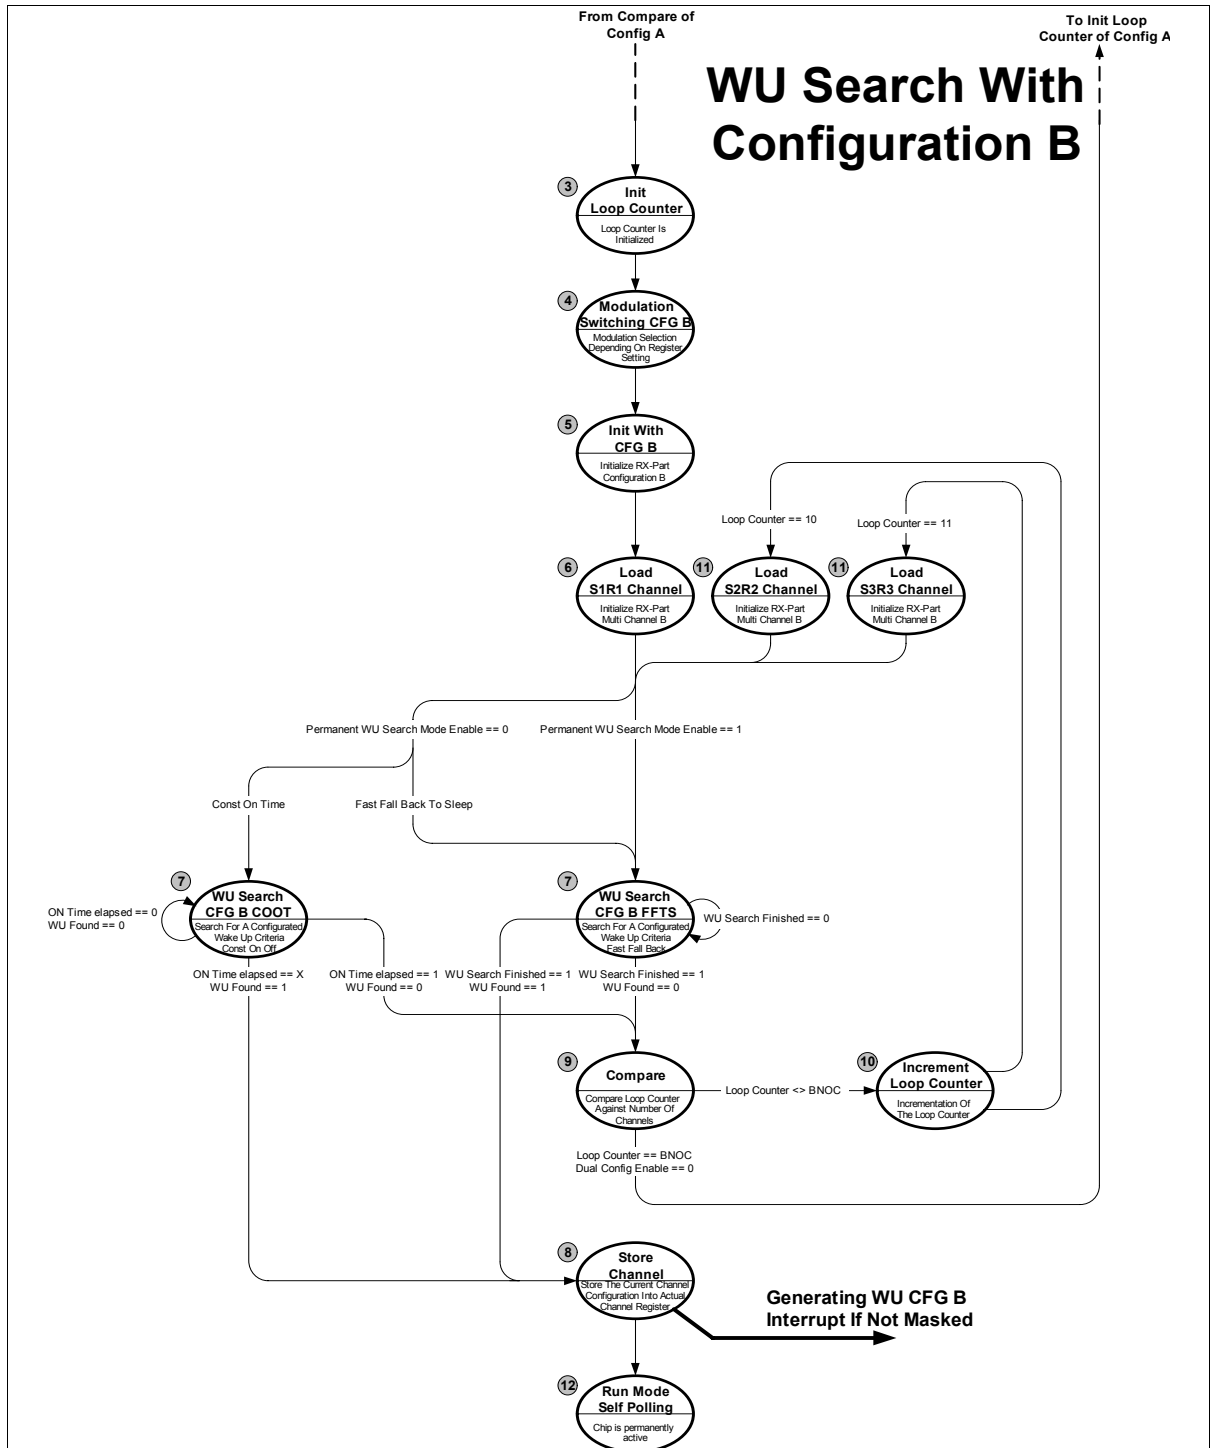 From Compare of
Config A
To Init Loop
Counter of Config A
WU Search With
Configuration B
3
Init
Loop Counter
Loop Counter Is
Initialized
4
Modulation
Switching CFG B
Modulation Selection
Depending On Register
Setting
5
Init With
CFG B
Initialize RX-Part
Configuration B
Loop Counter == 10
Loop Counter == 11
6
Load
S1R1 Channel
Initialize RX-Part
Multi Channel B
11
Load
S2R2 Channel
Initialize RX-Part
Multi Channel B
11
Load
S3R3 Channel
Initialize RX-Part
Multi Channel B
Permanent WU Search Mode Enable == 0
Permanent WU Search Mode Enable == 1
Const On Time
Fast Fall Back To Sleep
7
WU Search
CFG B COOT
Search For A Configurated
Wake Up Criteria
Const On Off
ON Time elapsed == 0
WU Found == 0
7
WU Search
CFG B FFTS
Search For A Configurated
Wake Up Criteria
Fast Fall Back
WU Search Finished == 0
ON Time elapsed == X
WU Found == 1
ON Time elapsed == 1
WU Found == 0
WU Search Finished == 1
WU Found == 1
WU Search Finished == 1
WU Found == 0
9
Compare
Compare Loop Counter
Against Number Of
Channels
Loop Counter <> BNOC
10
Increment
Loop Counter
Incrementation Of
The Loop Counter
Loop Counter == BNOC
Dual Config Enable == 0
8
Store
Channel
Store The Current Channel
Configuration Into Actual
Channel Register
Generating WU CFG B
Interrupt If Not Masked
12
Run Mode
Self Polling
Chip is permanently
active